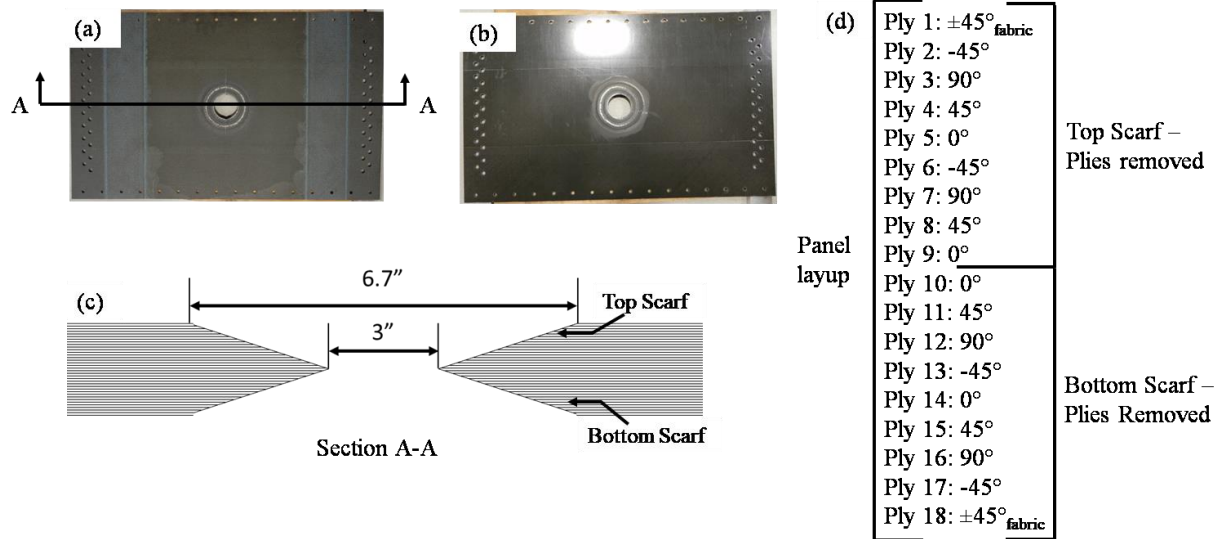 (a)
A
A
(b)
(c)
6.7”
3”
Top Scarf
Bottom Scarf
Section A-A
(d)
Panel
layup
Ply 1: ±45°fabric
Ply 2: -45°
Ply 3: 90°
Ply 4: 45°
Ply 5: 0°
Ply 6: -45°
Ply 7: 90°
Ply 8: 45°
Ply 9: 0°
Ply 10: 0°
Ply 11: 45°
Ply 12: 90°
Ply 13: -45°
Ply 14: 0°
Ply 15: 45°
Ply 16: 90°
Ply 17: -45°
Ply 18: ±45°fabric
Top Scarf –
Plies removed
Bottom Scarf –
Plies Removed